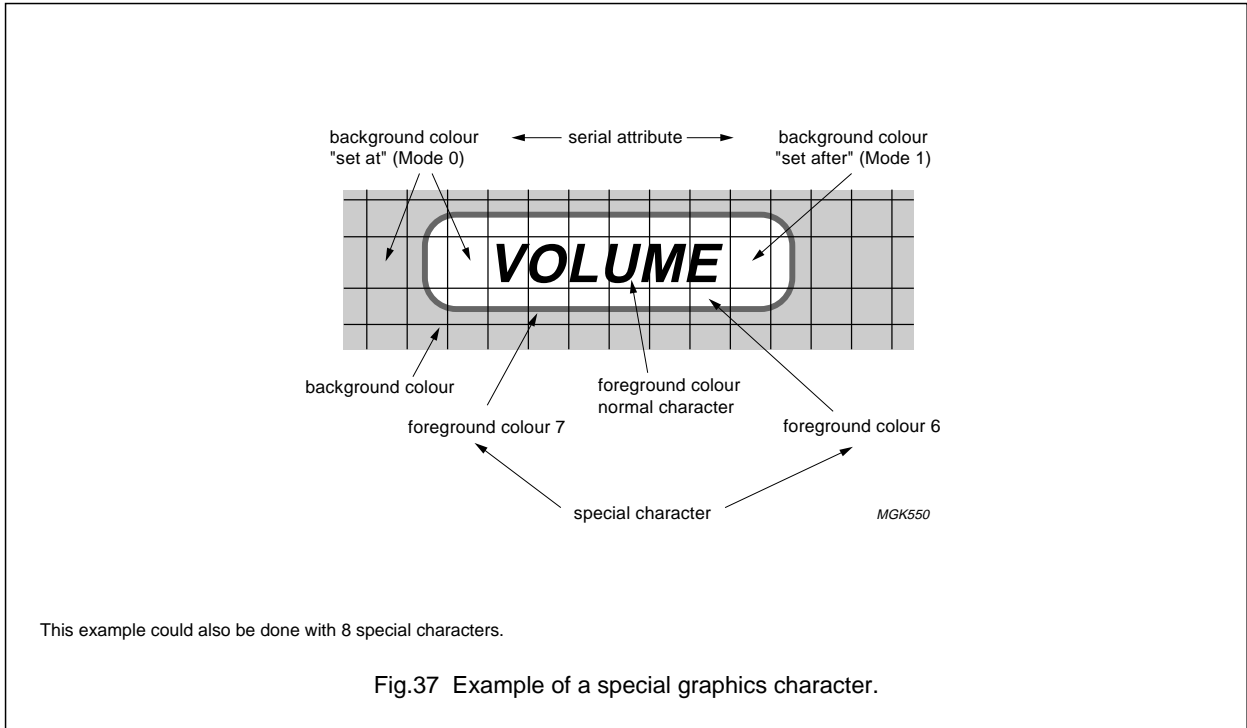 background colour
"set at" (Mode 0)
serial attribute
background colour
"set after" (Mode 1)
VOLUME
background colour
foreground colour
normal character
foreground colour 7
foreground colour 6
special character
MGK550
This example could also be done with 8 special characters.
Fig.37 Example of a special graphics character.